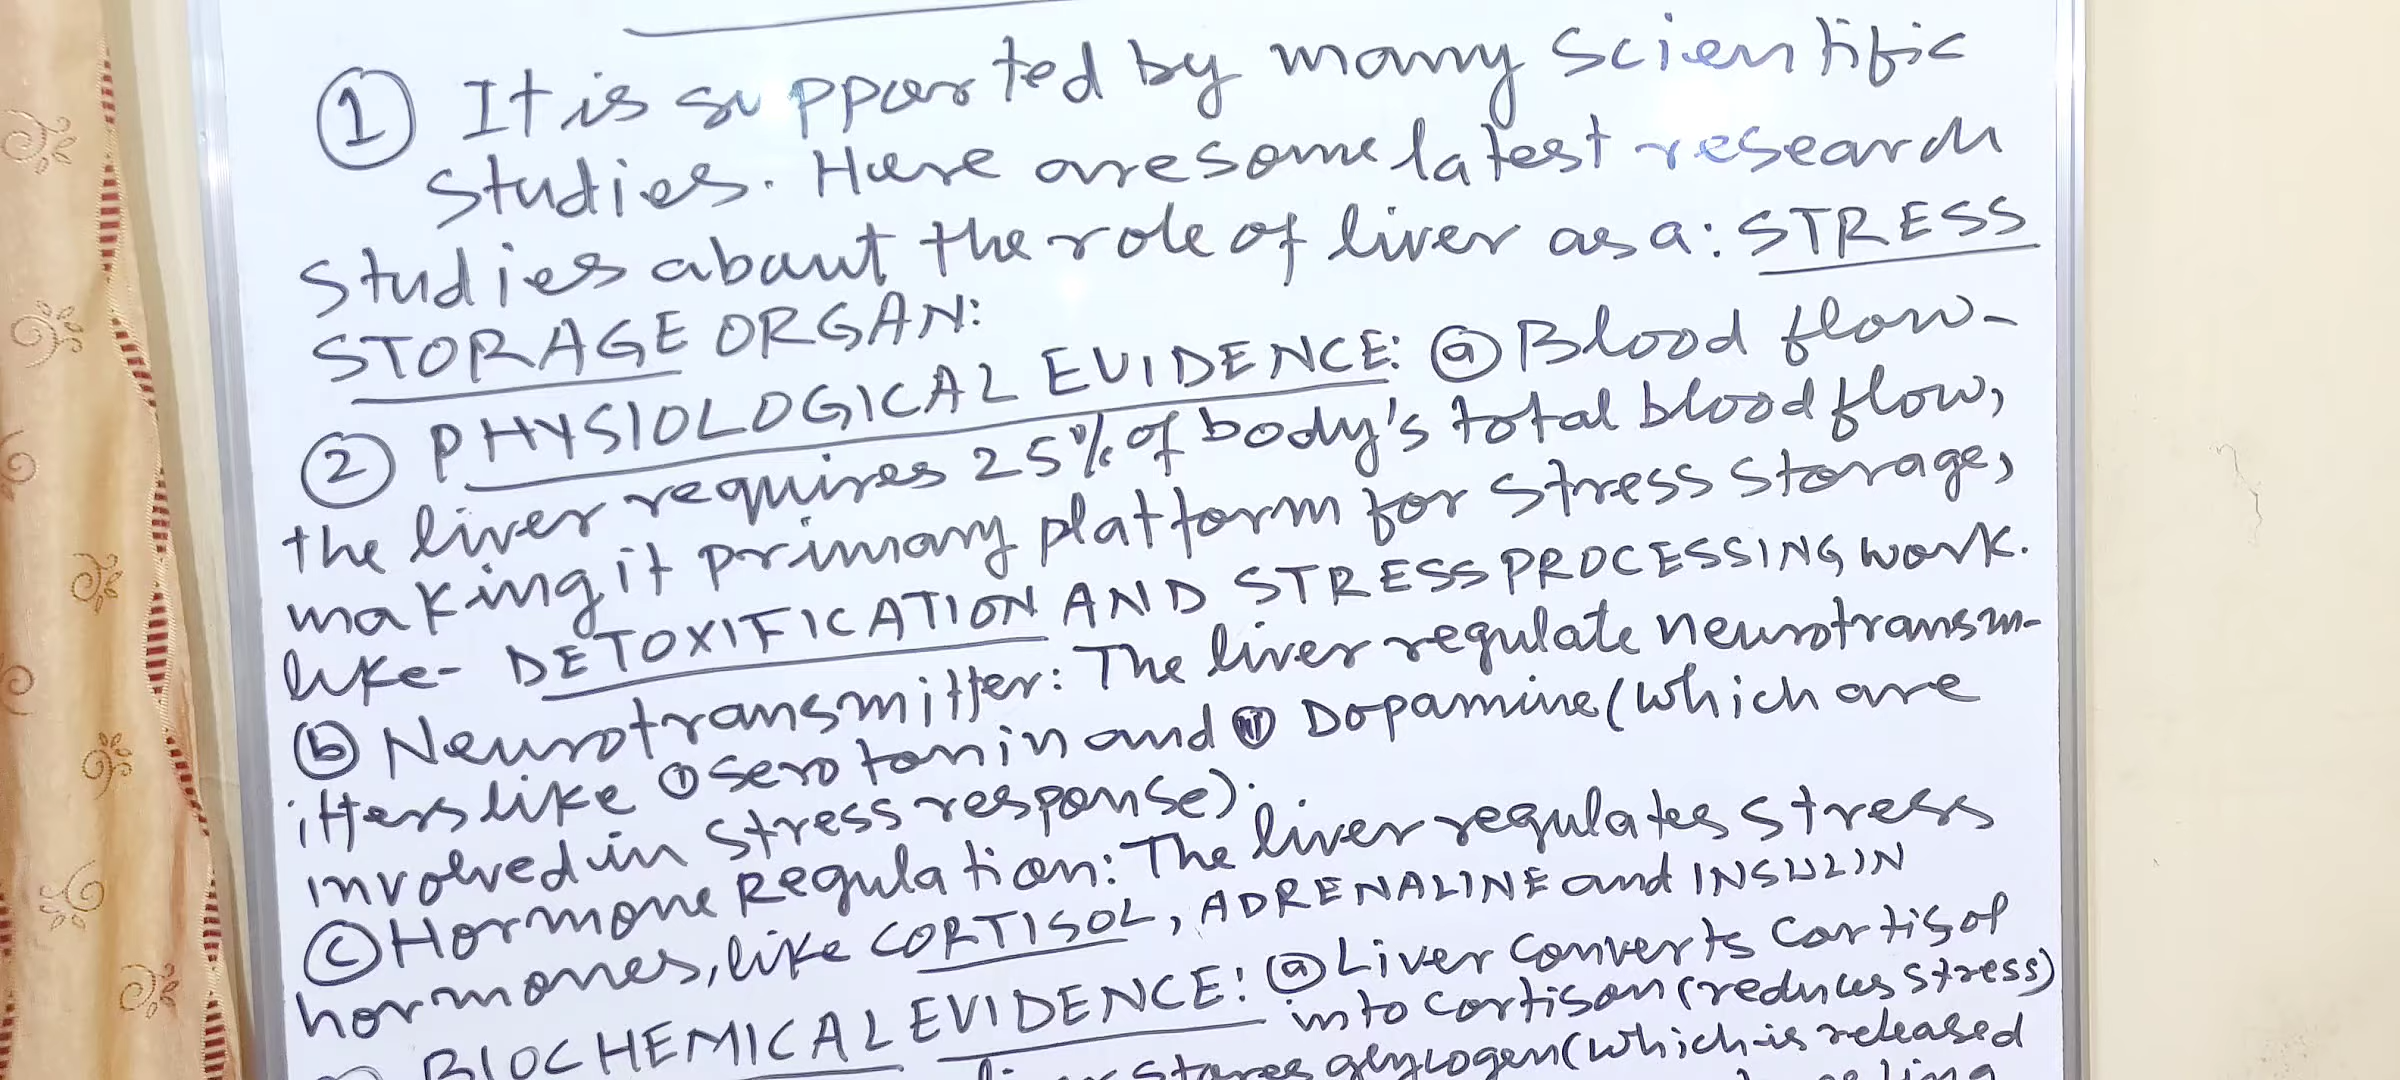 ① It is supported by many scientific
studies. Here are some latest research
studies about the role of liver as a: STRESS
STORAGE ORGAN:
② PHYSIOLOGICAL EVIDENCE: ⓐ Blood flow-
the liver requires 25% of body's total blood flow,
making it primary platform for stress storage,
like- DETOXIFICATION AND STRESS PROCESSING work.
ⓑ Neurotransmitter: The liver regulate neurotransm-
itters like ① serotonin and ⓘⓘ Dopamine (which are
involved in stress response).
ⓒ Hormone Regulation: The liver regulates stress
hormones, like CORTISOL, ADRENALINE and INSULIN
BIOCHEMICAL EVIDENCE: ⓐ Liver converts cortisol
into cortison (reduces stress)
stores glycogen (which is released